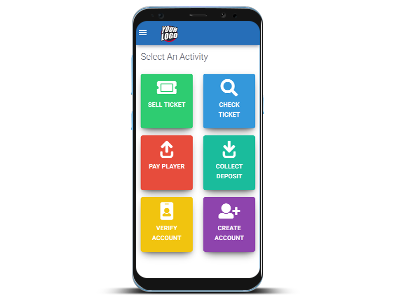 YOUR
LOGO
Select An Activity
SELL TICKET
CHECK
TICKET
PAY PLAYER
COLLECT
DEPOSIT
VERIFY
ACCOUNT
CREATE
ACCOUNT